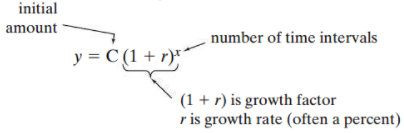 initial
amount
y = C (1 + r)ˣ
number of time intervals
(1 + r) is growth factor
r is growth rate (often a percent)